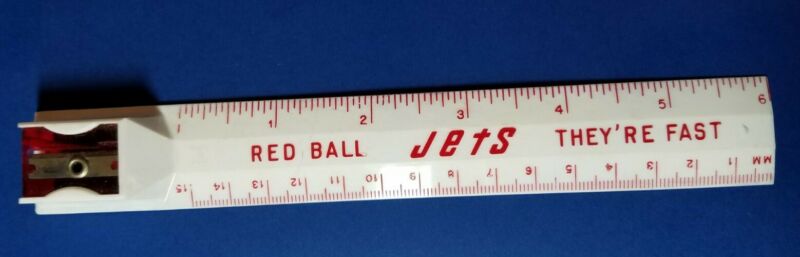 1 2 3 4 5 6
RED BALL Jets THEY'RE FAST
15 14 13 12 11 10 9 8 7 6 5 4 3 2 1 MM